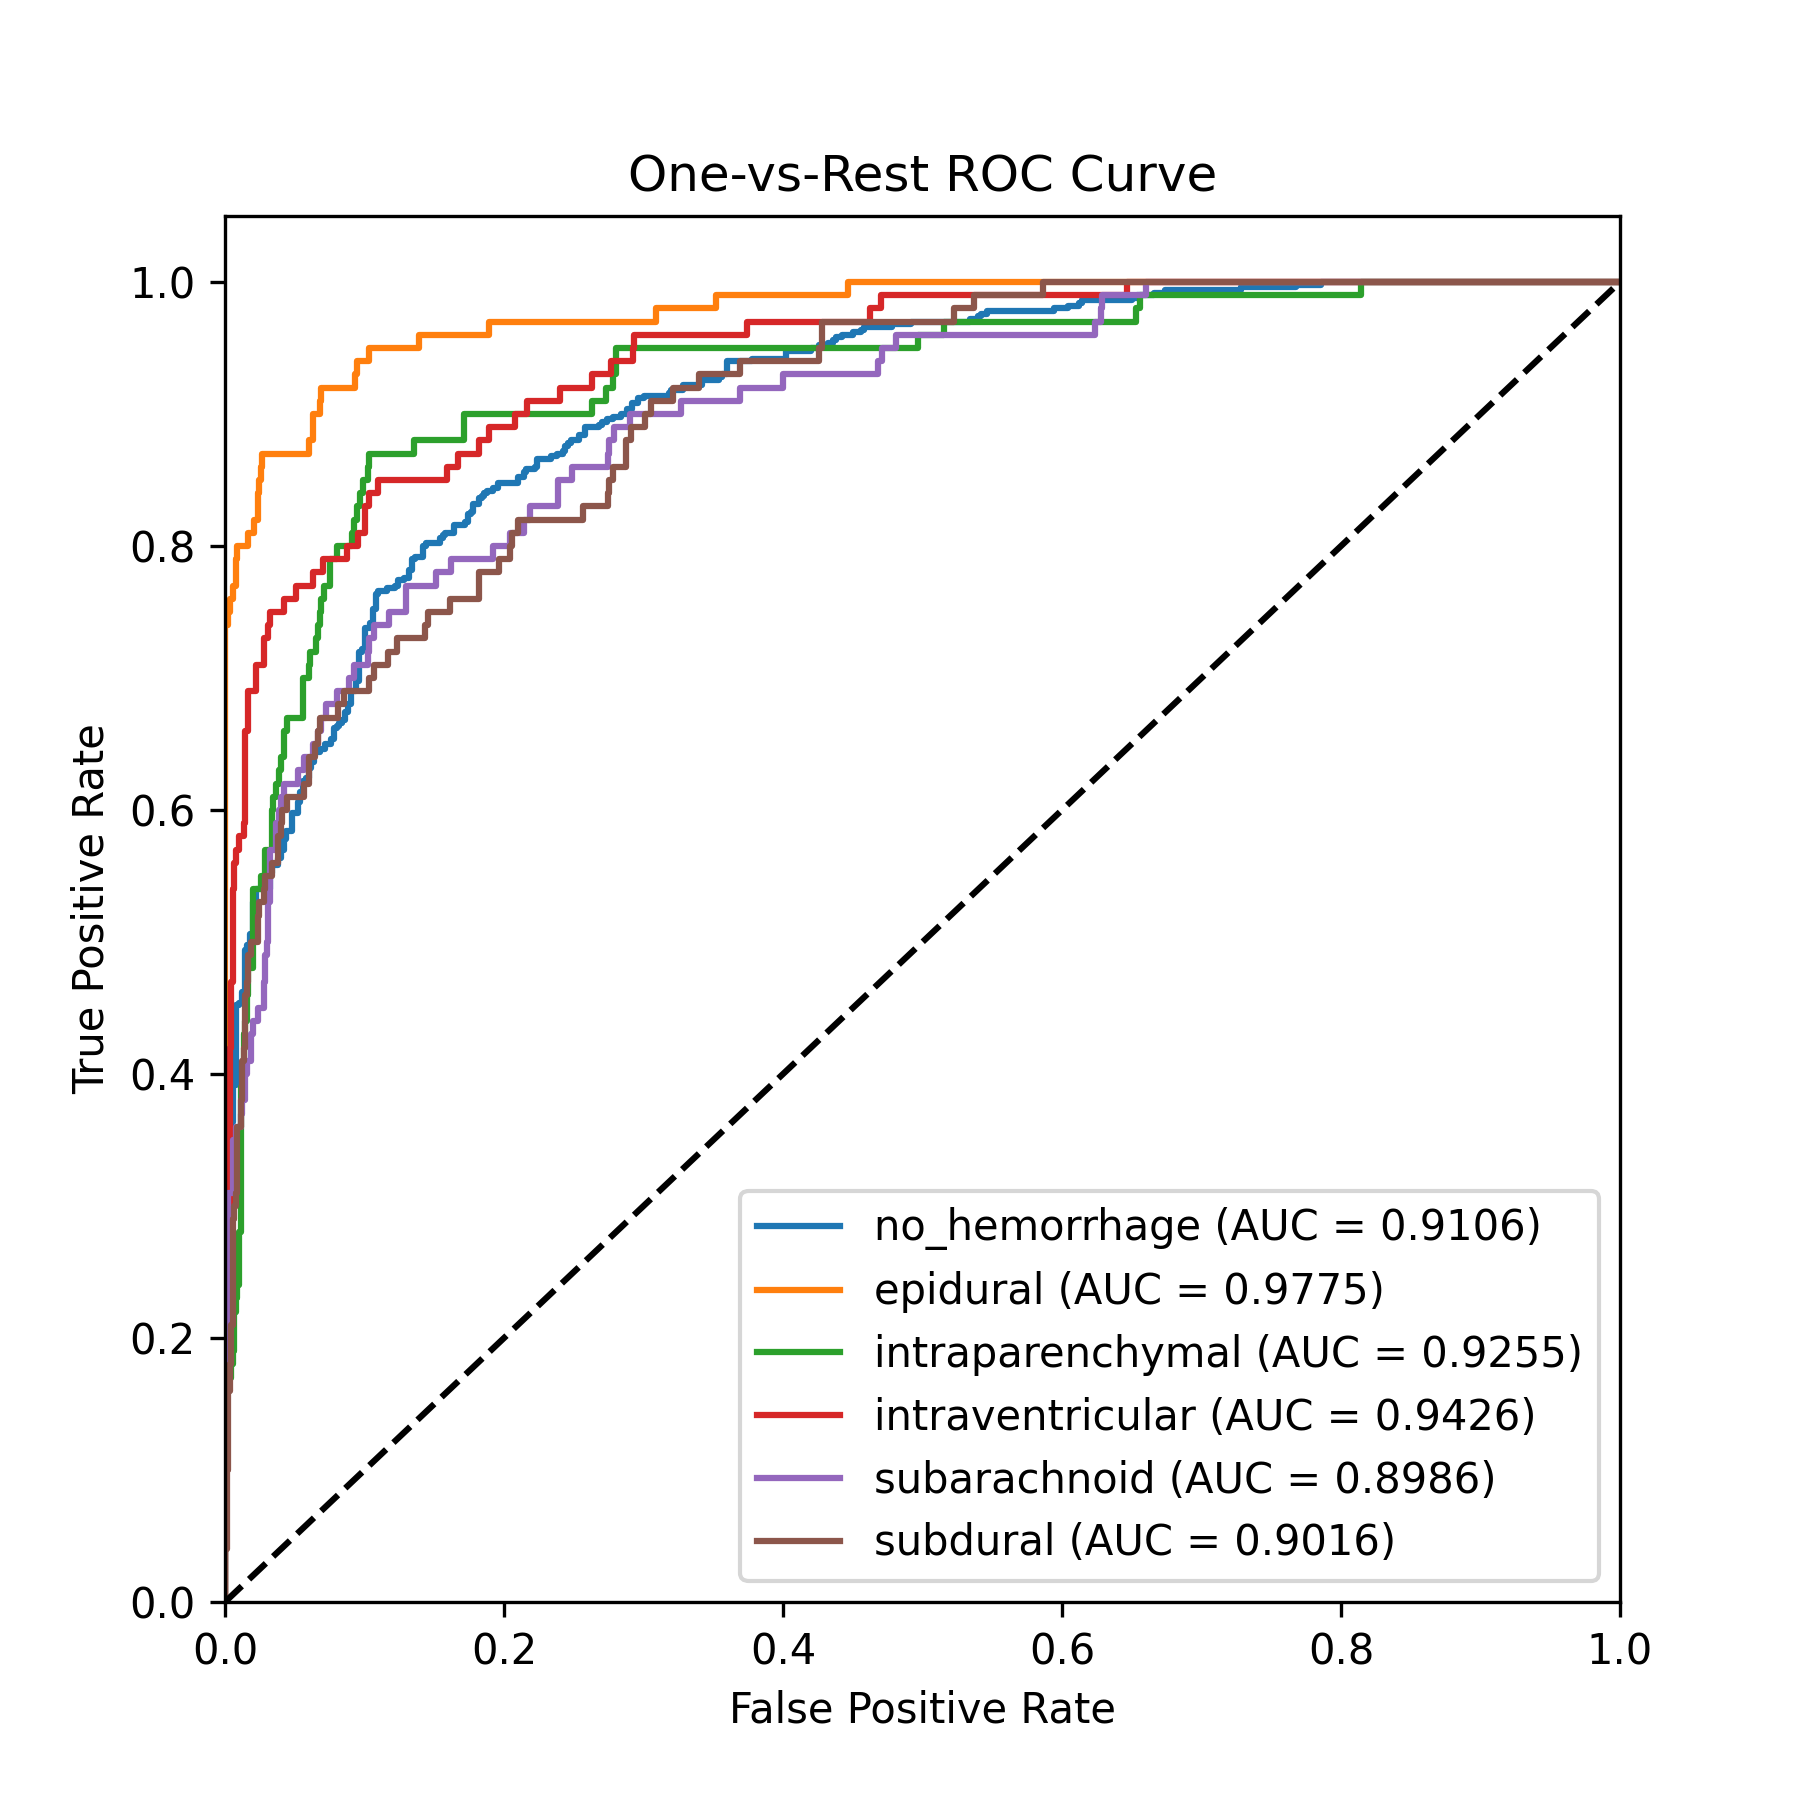 One-vs-Rest ROC Curve
1.0
0.8
0.6
0.4
0.2
0.0
True Positive Rate
no_hemorrhage (AUC = 0.9106)
epidural (AUC = 0.9775)
intraparenchymal (AUC = 0.9255)
intraventricular (AUC = 0.9426)
subarachnoid (AUC = 0.8986)
subdural (AUC = 0.9016)
0.0 0.2 0.4 0.6 0.8 1.0
False Positive Rate